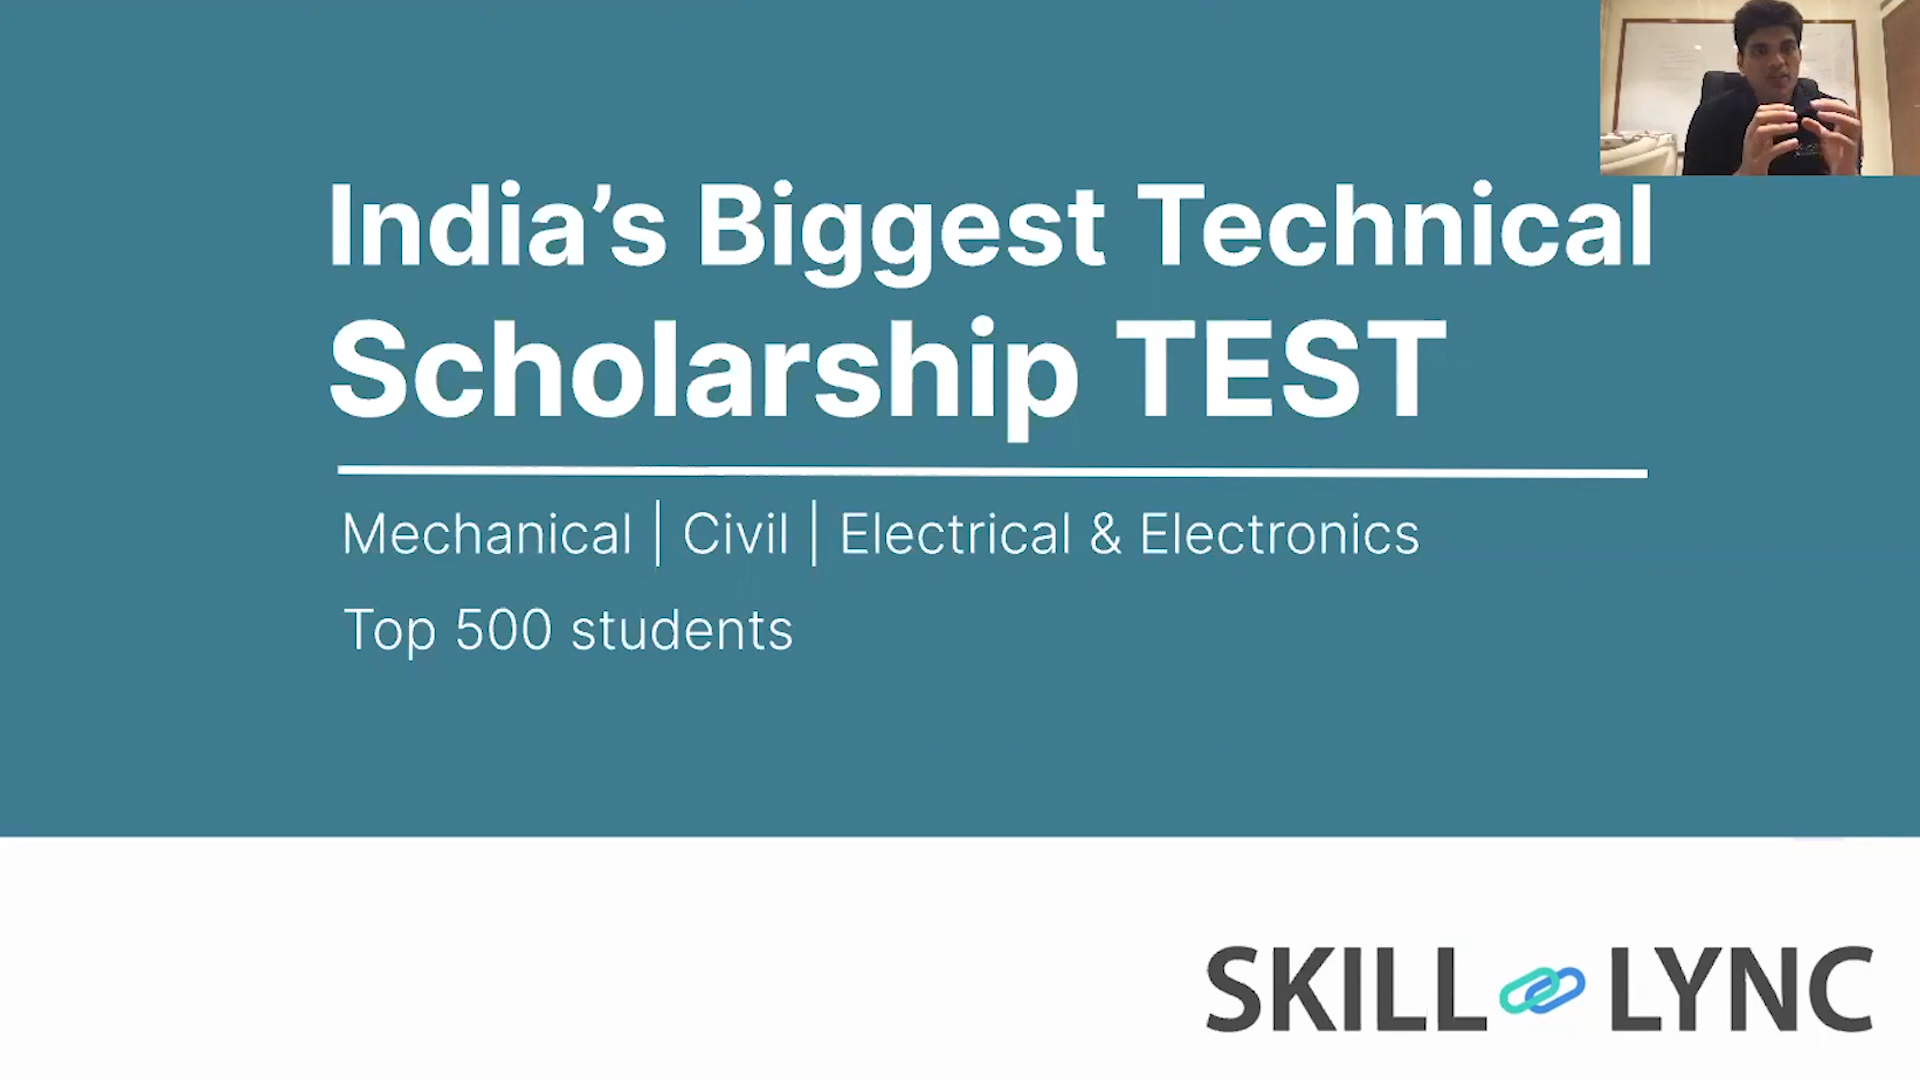 India’s Biggest Technical
Scholarship TEST
Mechanical | Civil | Electrical & Electronics
Top 500 students
SKILL LYNC